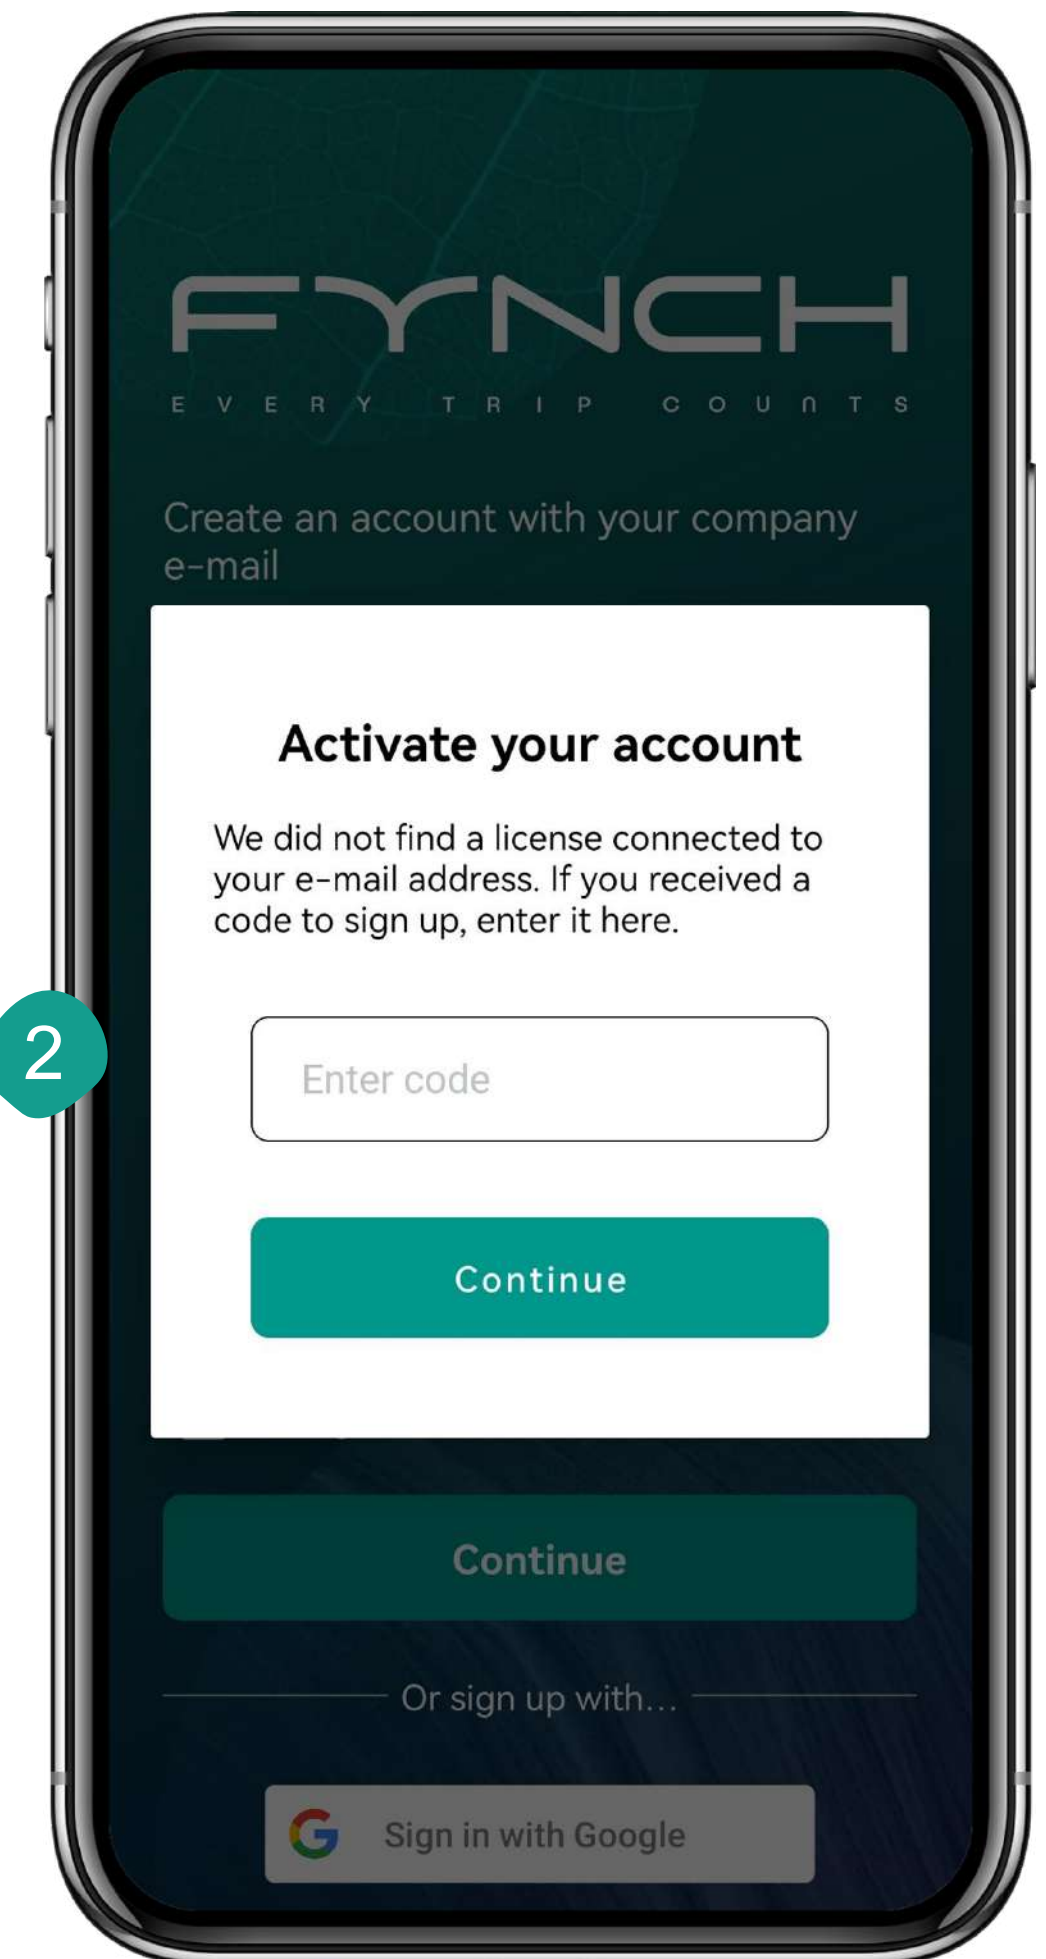 FYNCH
EVERY TRIP COUNTS
Create an account with your company
e-mail
Activate your account
We did not find a license connected to
your e-mail address. If you received a
code to sign up, enter it here.
2
Enter code
Continue
Continue
Or sign up with...
Sign in with Google